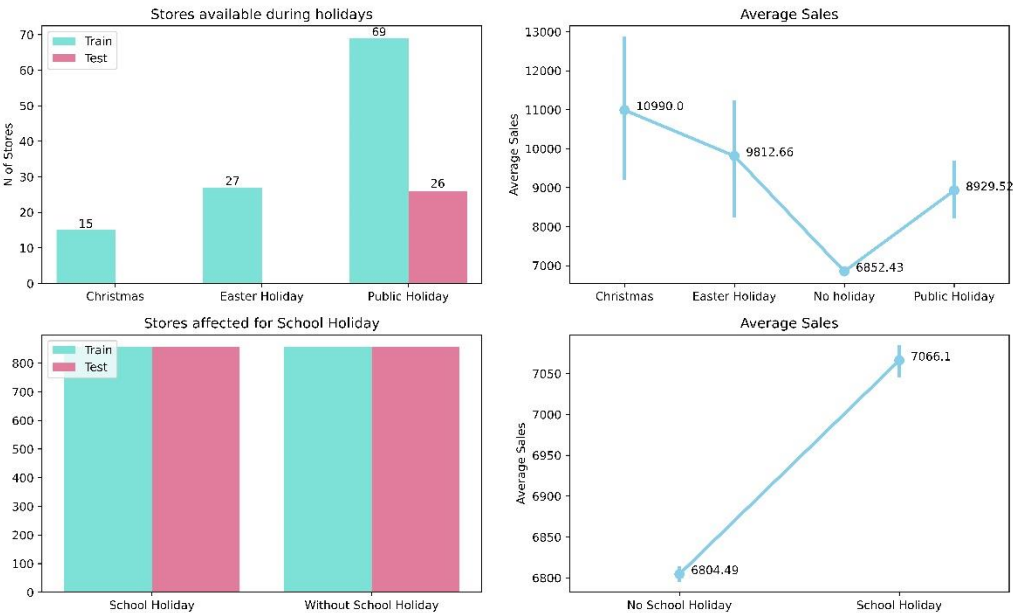 Stores available during holidays
Train
Test
N of Stores
70
60
50
40
30
20
10
0
15
27
69
26
Christmas
Easter Holiday
Public Holiday
Average Sales
Average Sales
13000
12000
11000
10000
9000
8000
7000
10990.0
9812.66
6852.43
8929.52
Christmas
Easter Holiday
No holiday
Public Holiday
Stores affected for School Holiday
Train
Test
800
700
600
500
400
300
200
100
0
School Holiday
Without School Holiday
Average Sales
Average Sales
7050
7000
6950
6900
6850
6800
7066.1
6804.49
No School Holiday
School Holiday